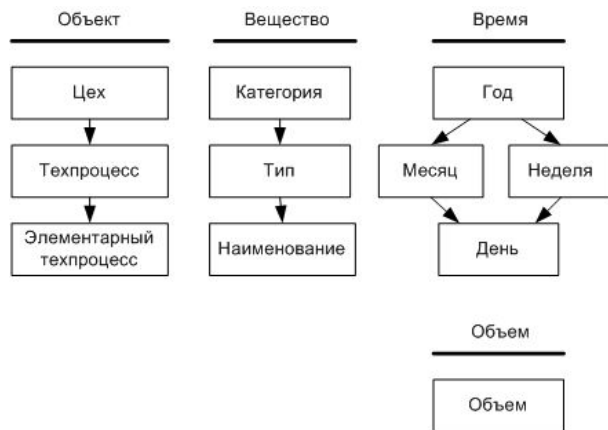 Объект
Вещество
Время
Цех
Категория
Год
Техпроцесс
Тип
Месяц
Неделя
Элементарный
техпроцесс
Наименование
День
Объем
Объем